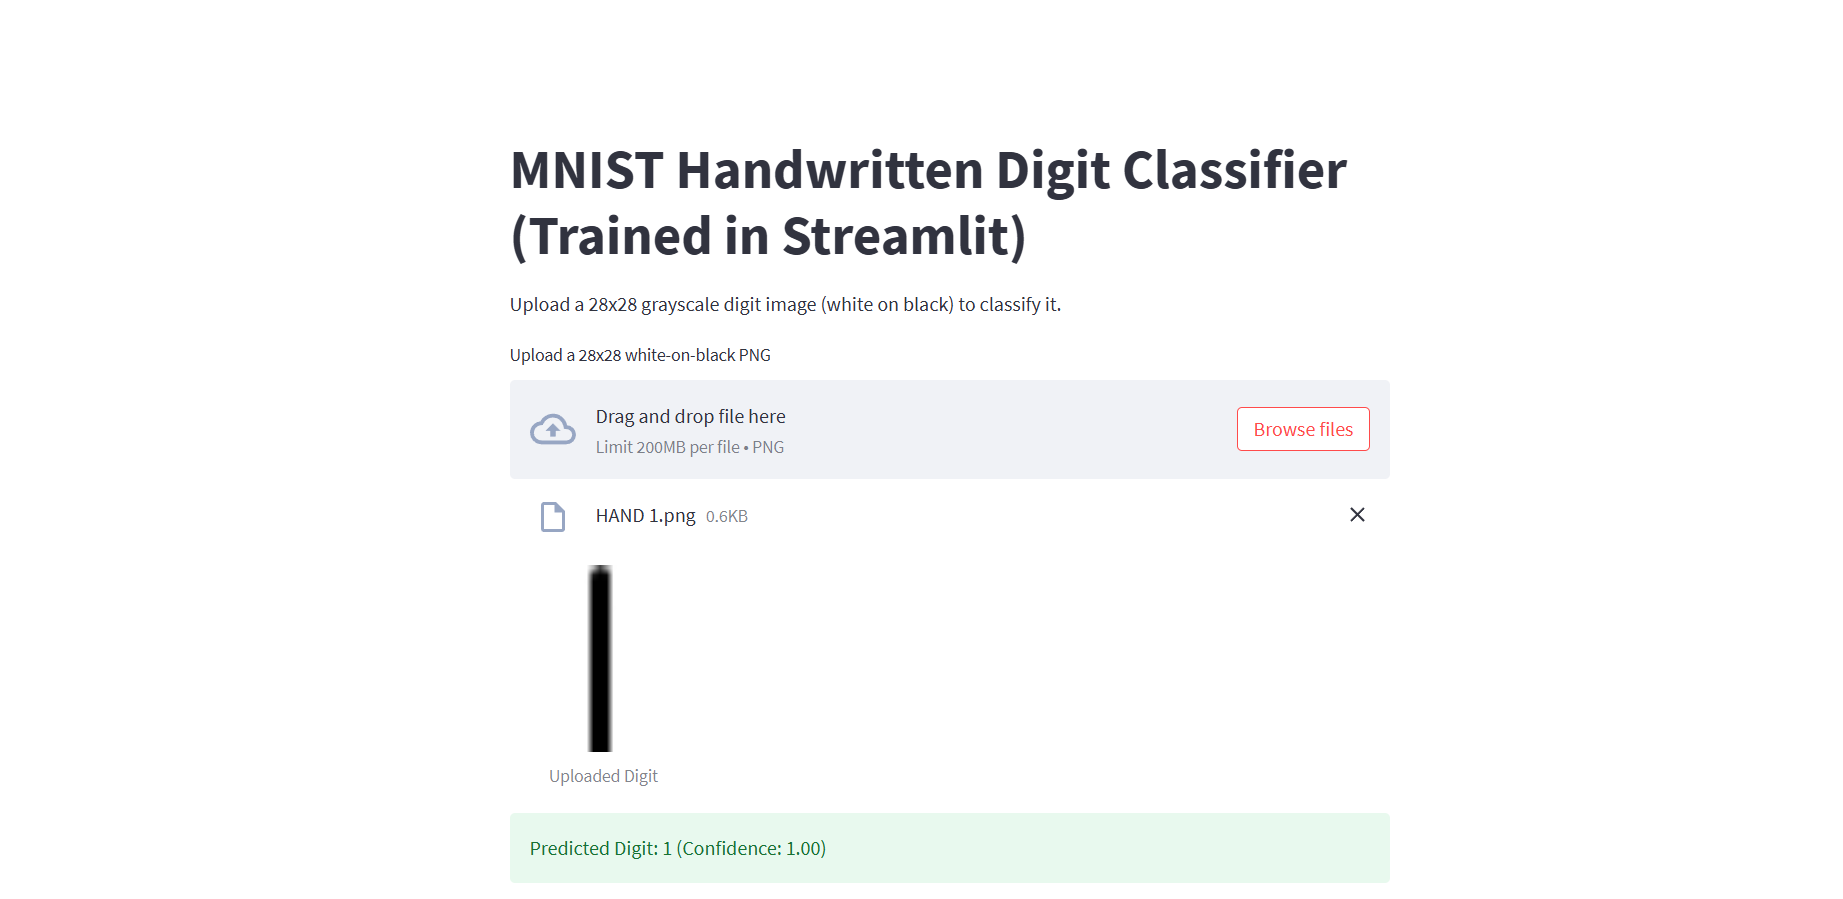 MNIST Handwritten Digit Classifier
(Trained in Streamlit)
Upload a 28x28 grayscale digit image (white on black) to classify it.
Upload a 28x28 white-on-black PNG
Drag and drop file here
Limit 200MB per file • PNG
Browse files
HAND 1.png 0.6KB
Uploaded Digit
Predicted Digit: 1 (Confidence: 1.00)